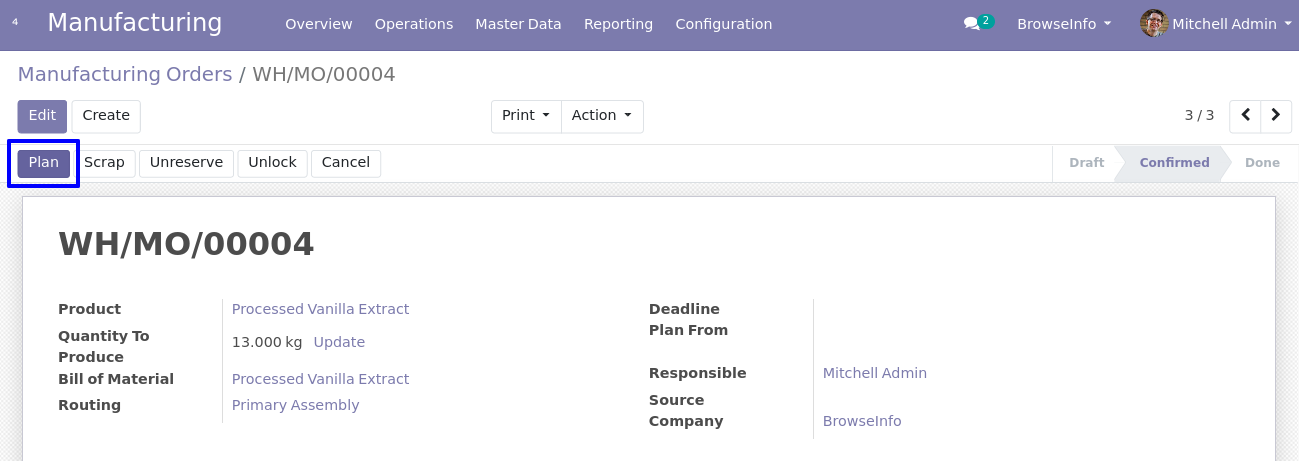 4 Manufacturing Overview Operations Master Data Reporting Configuration 2 BrowseInfo Mitchell Admin
Manufacturing Orders / WH/MO/00004
Edit Create Print Action 3 / 3
Plan Scrap Unreserve Unlock Cancel Draft Confirmed Done
WH/MO/00004
Product Processed Vanilla Extract
Quantity To
Produce 13.000 kg Update
Bill of Material Processed Vanilla Extract
Routing Primary Assembly
Deadline
Plan From
Responsible Mitchell Admin
Source
Company BrowseInfo